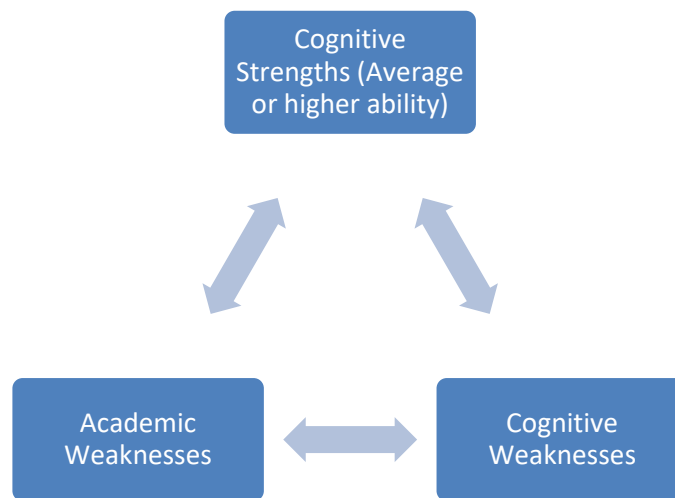 Cognitive
Strengths (Average
or higher ability)
Academic
Weaknesses
Cognitive
Weaknesses